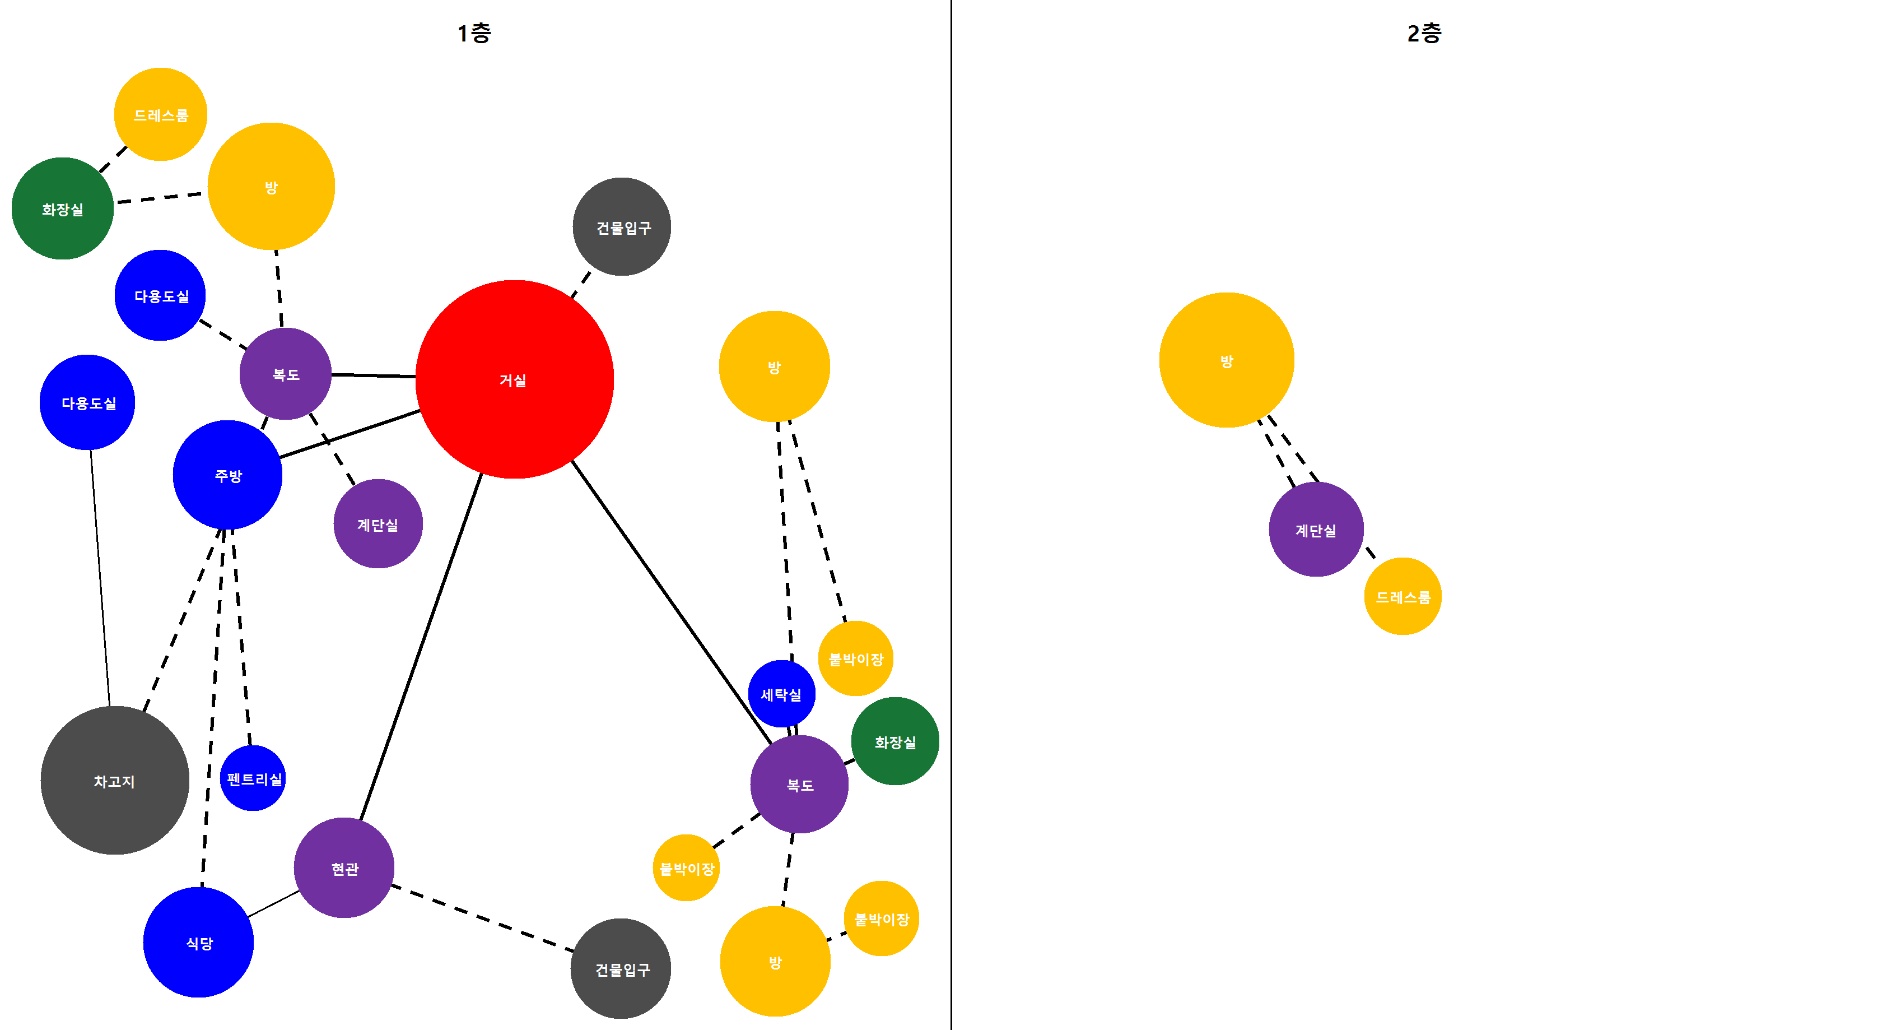 1층
2층
드레스룸
방
화장실
건물입구
다용도실
방
방
복도
거실
다용도실
주방
계단실
계단실
드레스룸
붙박이장
세탁실
화장실
차고지
펜트리실
복도
현관
붙박이장
붙박이장
식당
방
건물입구